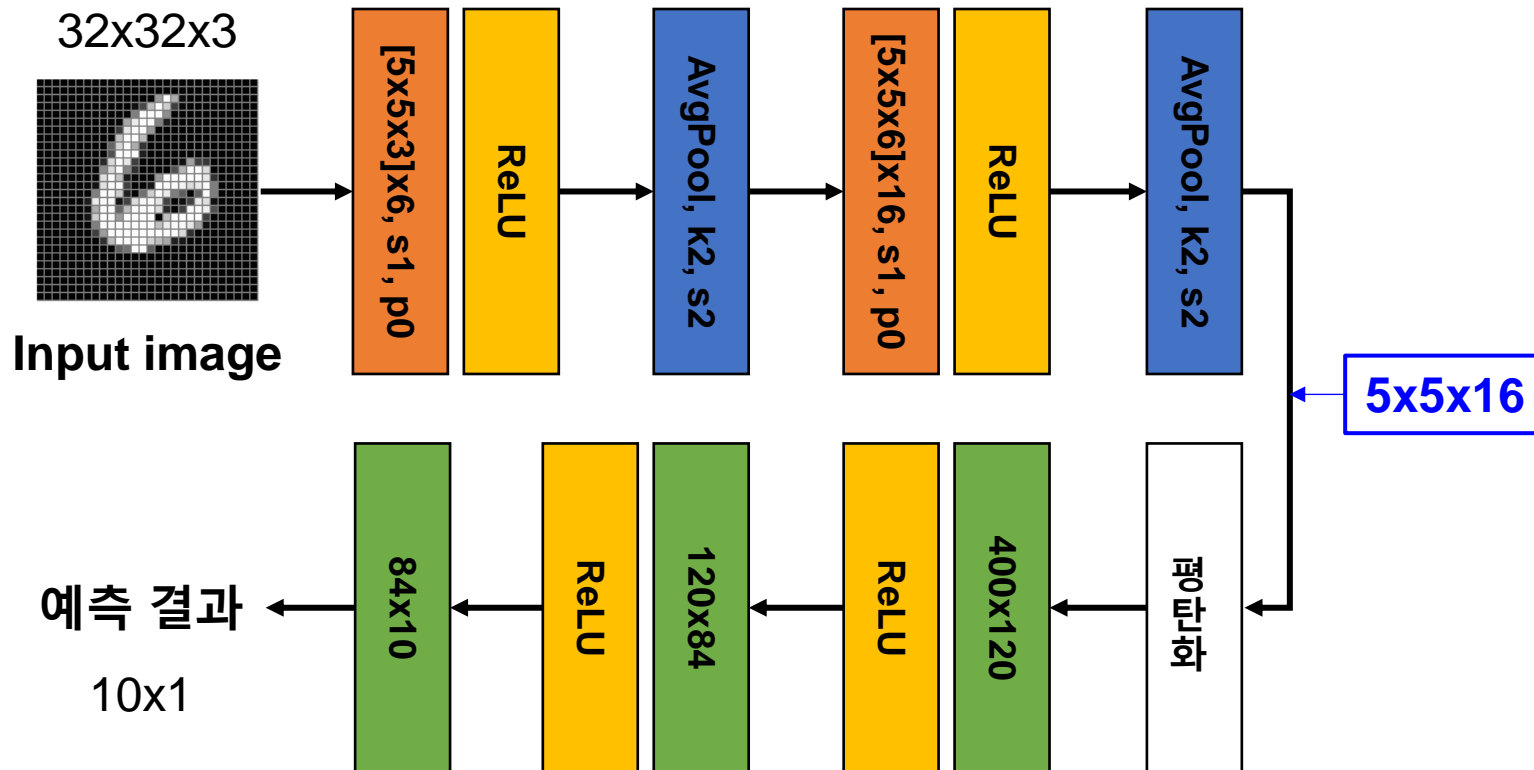 32x32x3
Input image
[5x5x3]x6, s1, p0
ReLU
AvgPool, k2, s2
[5x5x6]x16, s1, p0
ReLU
AvgPool, k2, s2
5x5x16
평탄화
400x120
ReLU
120x84
ReLU
84x10
예측 결과
10x1